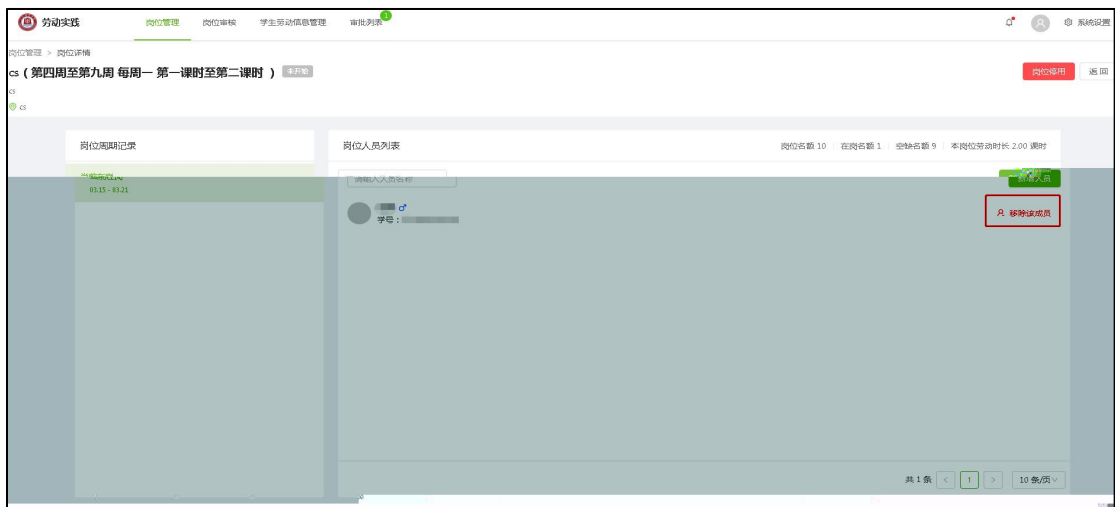 劳动实践 岗位管理 岗位审核 学生劳动信息管理 审批列表 1 系统设置
岗位管理 > 岗位详情
cs ( 第四周至第九周 每周一 第一课时至第二课时 ) 未开始 岗位停用 返回
cs
cs
岗位周期记录 岗位人员列表 岗位名额 10 在岗名额 1 空缺名额 9 本岗位劳动时长 2.00 课时
请输入人员名称
03.15 - 03.21
学号：
移除该成员
共 1 条 < 1 > 10 条/页